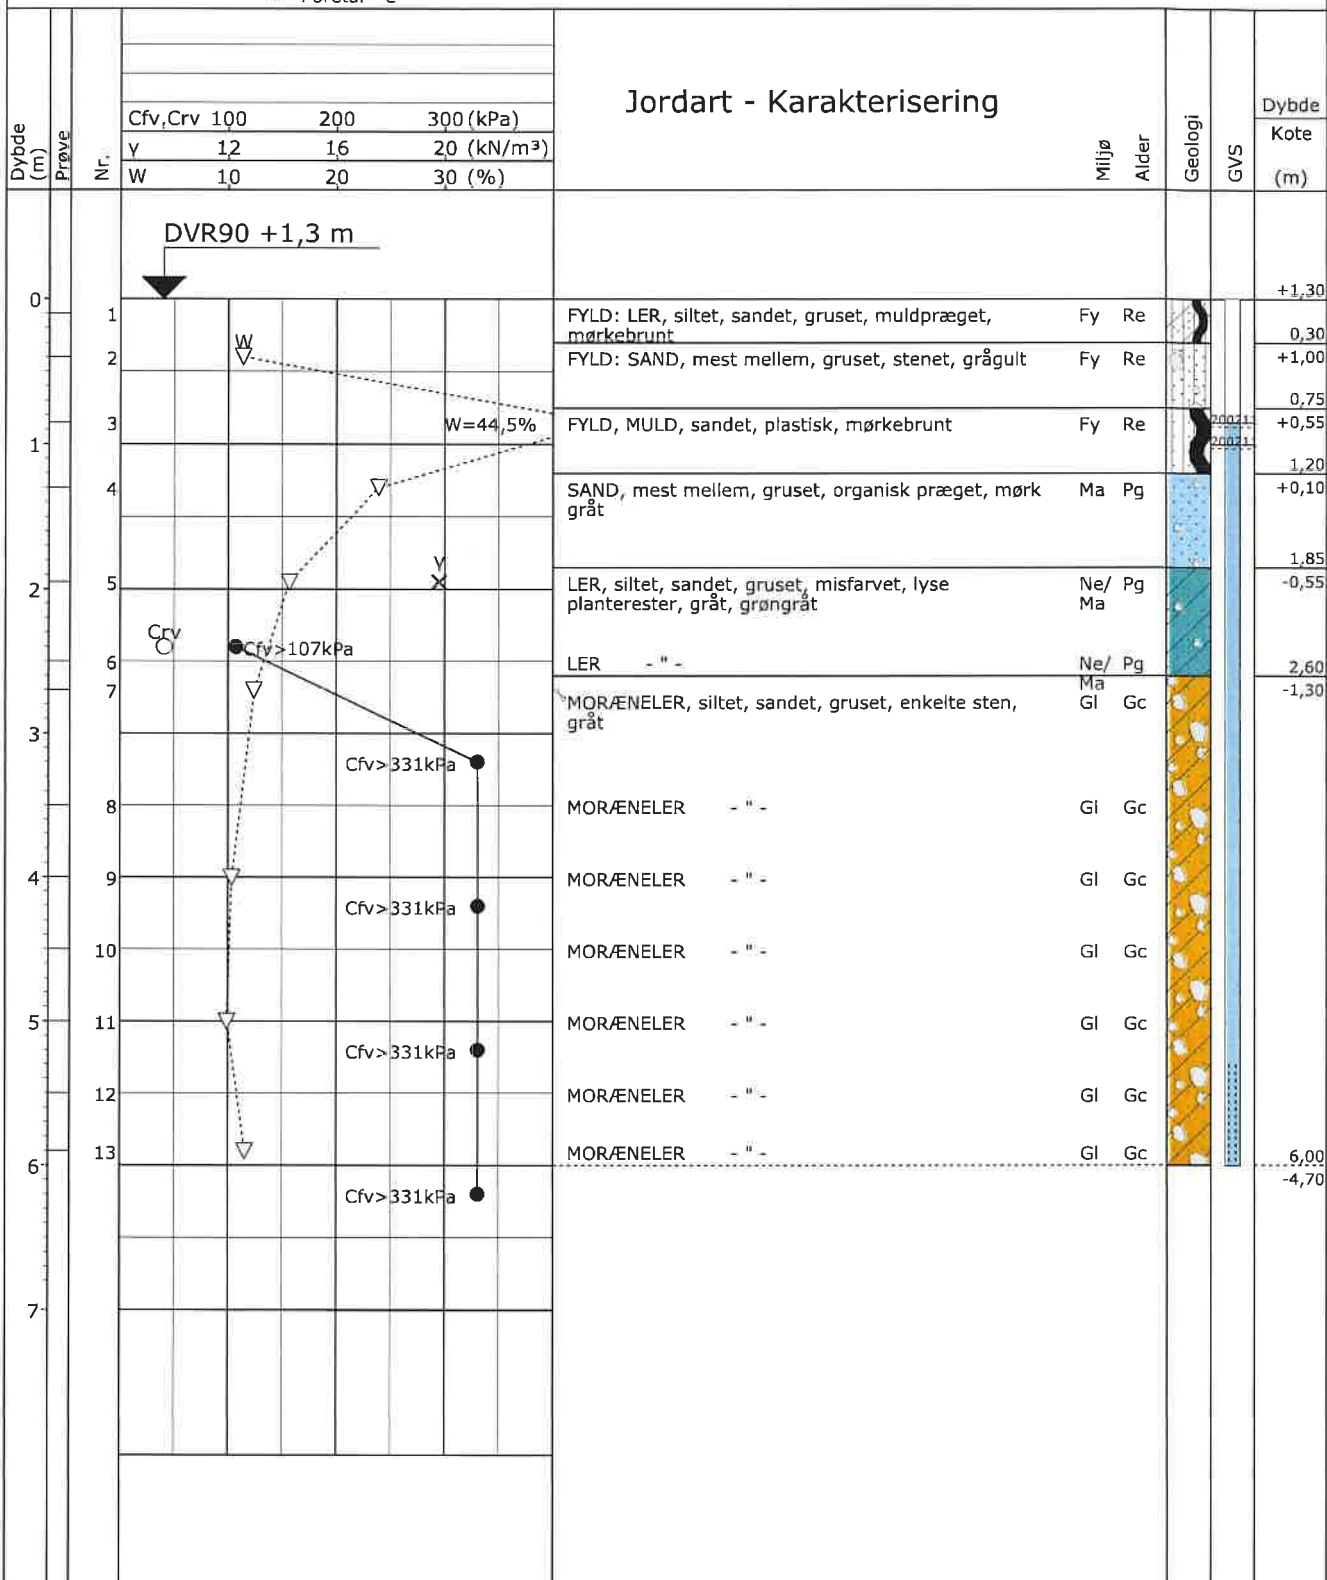 Jordart - Karakterisering
Dybde (m)
Prøve
Nr.
Cfv,Crv 100 200 300 (kPa)
γ 12 16 20 (kN/m³)
W 10 20 30 (%)
Miljø
Alder
Geologi
GVS
Dybde
Kote
(m)
DVR90 +1,3 m
0
+1,30
1 FYLD: LER, siltet, sandet, gruset, muldpræget, Fy Re
mørkebrunt
0,30
W
2 FYLD: SAND, mest mellem, gruset, stenet, grågult Fy Re +1,00
0,75
3 W=44,5% FYLD, MULD, sandet, plastisk, mørkebrunt Fy Re +0,55
1
1,20
4 SAND, mest mellem, gruset, organisk præget, mørk Ma Pg +0,10
gråt
1,85
γ
2 5 LER, siltet, sandet, gruset, misfarvet, lyse Ne/ Pg -0,55
planterester, gråt, grøngråt Ma
Crv
Cfv>107kPa
6 LER - " - Ne/ Pg 2,60
Ma
7 -1,30
MORÆNELER, siltet, sandet, gruset, enkelte sten, Gl Gc
gråt
3
Cfv>331kPa
8 MORÆNELER - " - Gl Gc
4 9 MORÆNELER - " - Gl Gc
Cfv>331kPa
10 MORÆNELER - " - Gl Gc
5 11 MORÆNELER - " - Gl Gc
Cfv>331kPa
12 MORÆNELER - " - Gl Gc
13 MORÆNELER - " - Gl Gc 6,00
6
-4,70
Cfv>331kPa
7